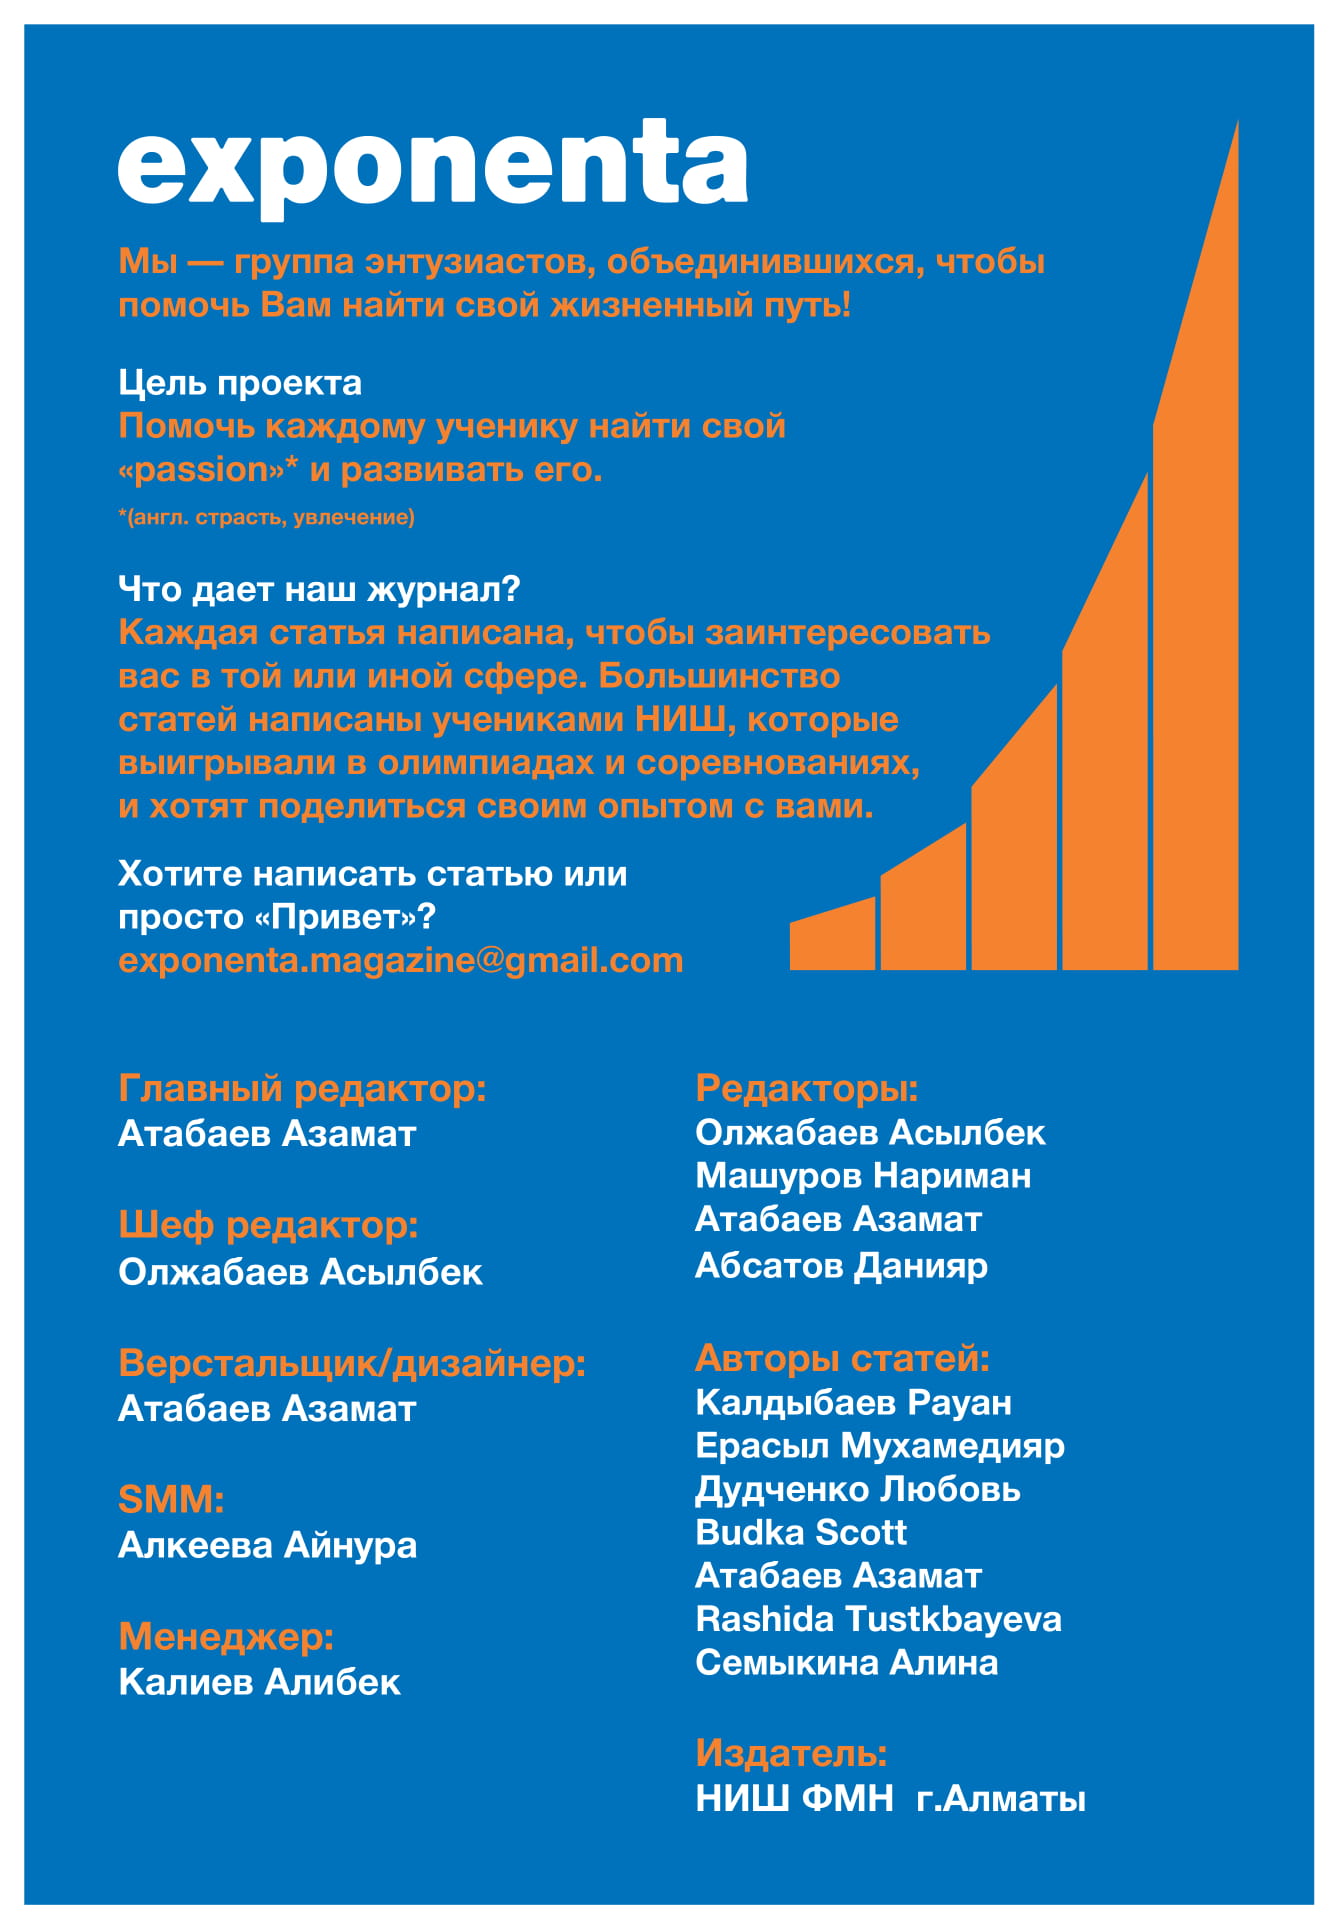 exponenta
Мы — группа энтузиастов, объединившихся, чтобы
помочь Вам найти свой жизненный путь!
Цель проекта
Помочь каждому ученику найти свой
«passion»* и развивать его.
*(англ. страсть, увлечение)
Что дает наш журнал?
Каждая статья написана, чтобы заинтересовать
вас в той или иной сфере. Большинство
статей написаны учениками НИШ, которые
выигрывали в олимпиадах и соревнованиях,
и хотят поделиться своим опытом с вами.
Хотите написать статью или
просто «Привет»?
exponenta.magazine@gmail.com
Главный редактор:
Атабаев Азамат
Шеф редактор:
Олжабаев Асылбек
Верстальщик/дизайнер:
Атабаев Азамат
SMM:
Алкеева Айнура
Менеджер:
Калиев Алибек
Редакторы:
Олжабаев Асылбек
Машуров Нариман
Атабаев Азамат
Абсатов Данияр
Авторы статей:
Калдыбаев Рауан
Ерасыл Мухамедияр
Дудченко Любовь
Budka Scott
Атабаев Азамат
Rashida Tustkbayeva
Семыкина Алина
Издатель:
НИШ ФМН г.Алматы